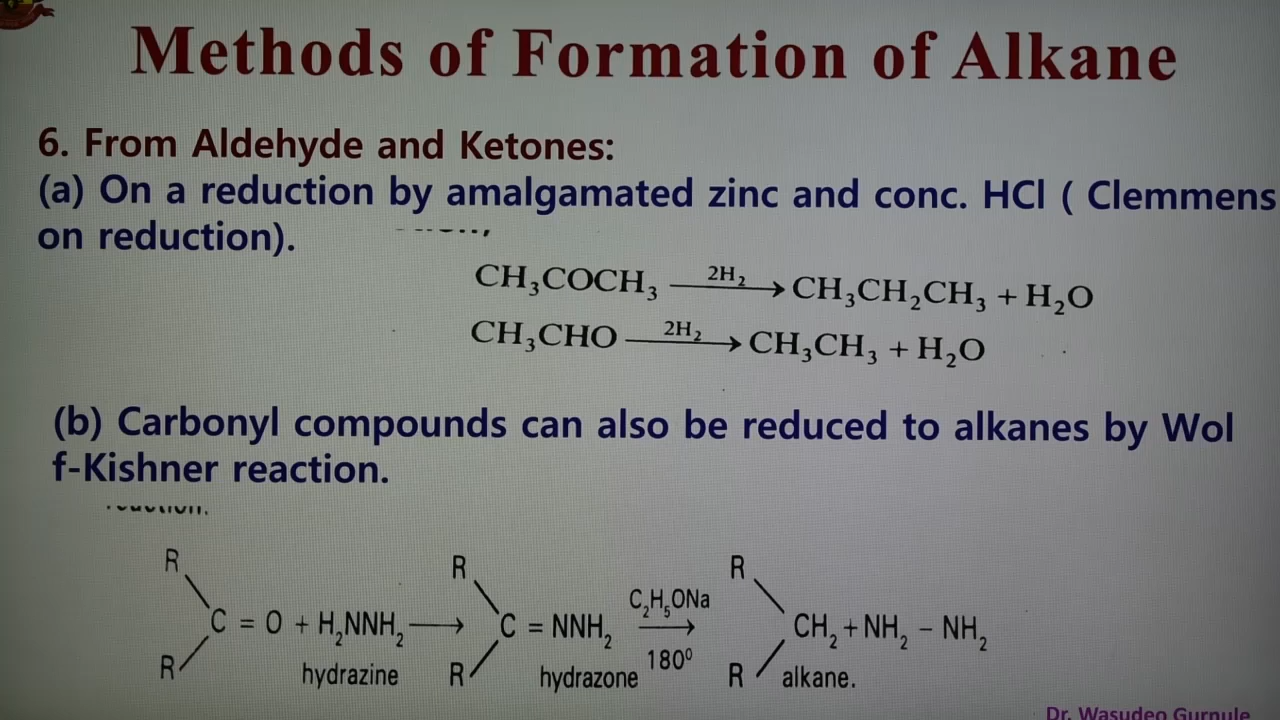 Methods of Formation of Alkane
6. From Aldehyde and Ketones:
(a) On a reduction by amalgamated zinc and conc. HCl ( Clemmens
on reduction).
CH₃COCH₃ —2H₂→ CH₃CH₂CH₃ + H₂O
CH₃CHO —2H₂→ CH₃CH₃ + H₂O
(b) Carbonyl compounds can also be reduced to alkanes by Wol
f-Kishner reaction.
R R R
C₂H₅ONa
C = O + H₂NNH₂ → C = NNH₂ → CH₂ + NH₂ – NH₂
180⁰
R hydrazine R hydrazone R alkane.
Dr. Wasudeo Gurnule